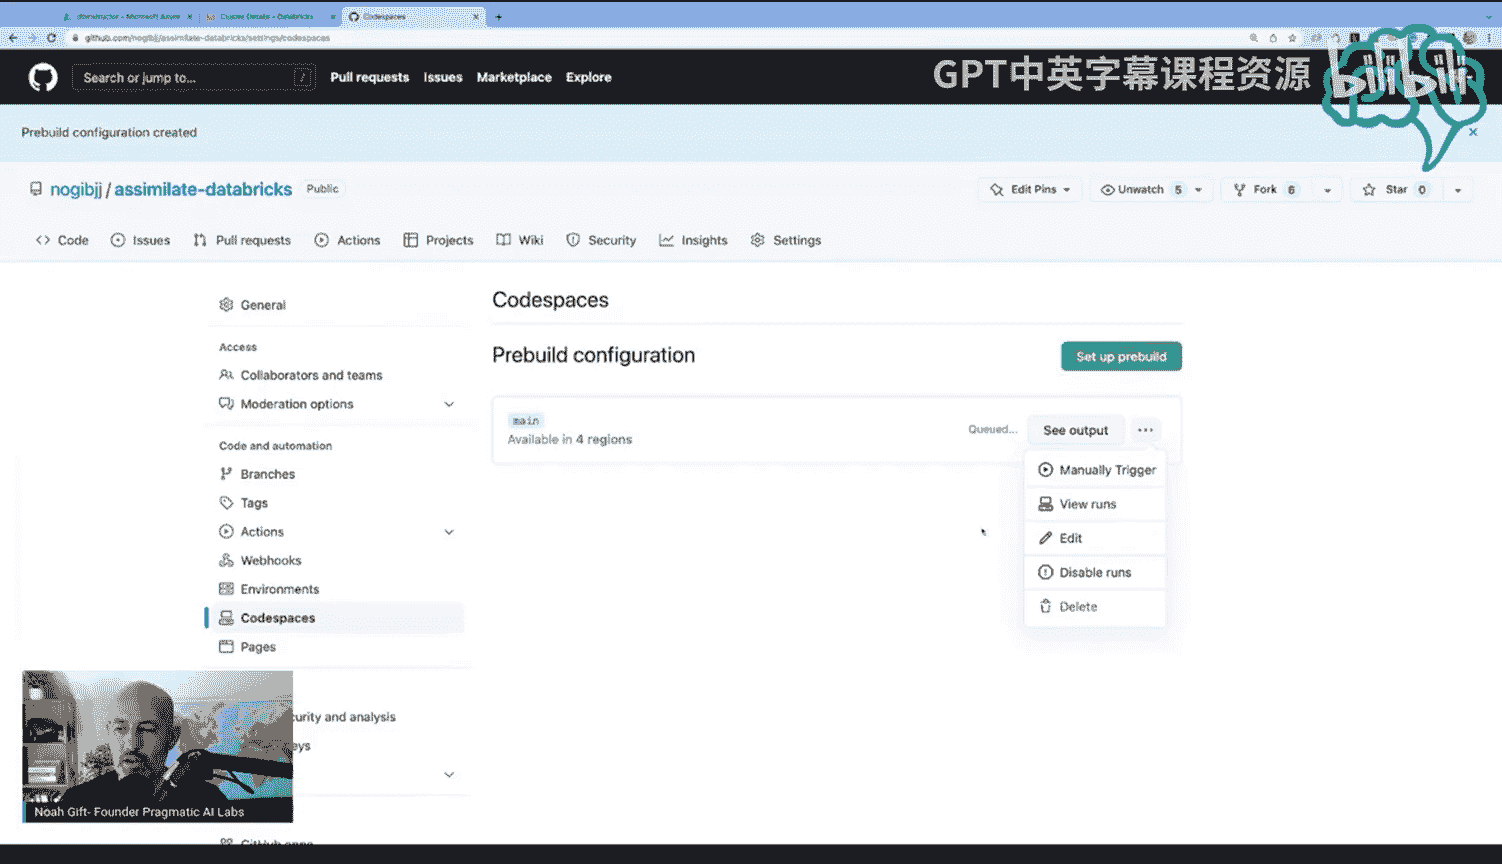 Codespaces
github.com/nogibjj/assimilate-databricks/settings/codespaces
Search or jump to... /
Pull requests Issues Marketplace Explore
GPT中英字幕课程资源
bilibili
Prebuild configuration created
nogibjj / assimilate-databricks Public
Edit Pins Unwatch 5 Fork 6 Star 0
Code Issues Pull requests Actions Projects Wiki Security Insights Settings
General
Access
Collaborators and teams
Moderation options
Code and automation
Branches
Tags
Actions
Webhooks
Environments
Codespaces
Pages
curity and analysis
eys
Codespaces
Prebuild configuration
Set up prebuild
main
Available in 4 regions
Queued...
See output
Manually Trigger
View runs
Edit
Disable runs
Delete
Noah Gift- Founder Pragmatic AI Labs